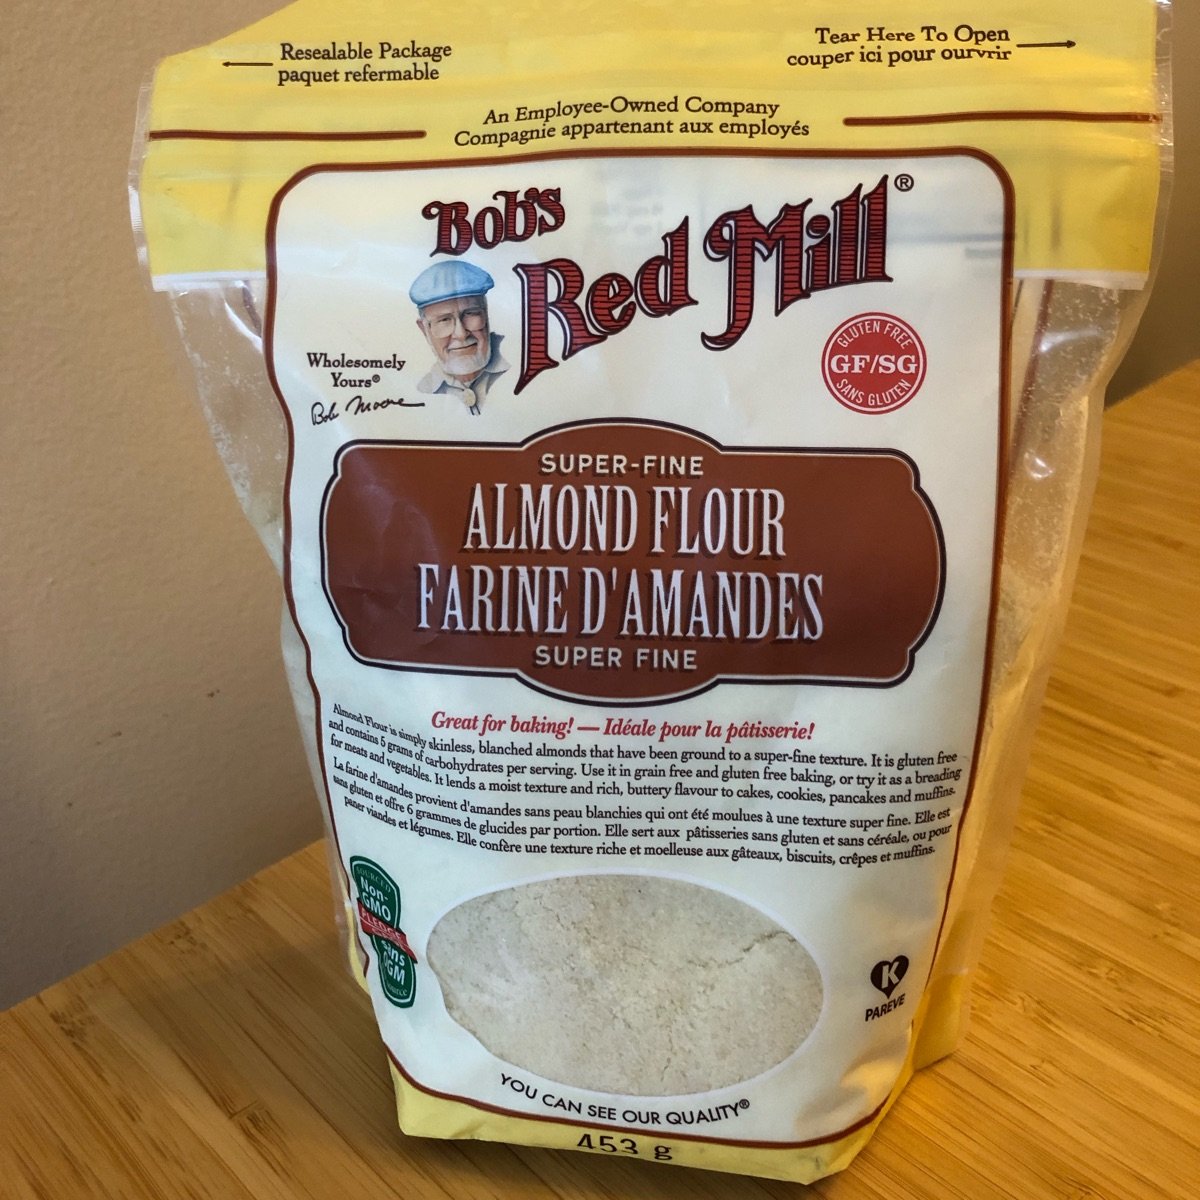 Resealable Package
paquet refermable
Tear Here To Open
couper ici pour ourvrir
An Employee-Owned Company
Compagnie appartenant aux employés
Bob's
Red Mill®
Wholesomely
Yours®
Bob Moore
GLUTEN FREE
GF/SG
SANS GLUTEN
SUPER-FINE
ALMOND FLOUR
FARINE D'AMANDES
SUPER FINE
Great for baking! — Idéale pour la pâtisserie!
Almond Flour is simply skinless, blanched almonds that have been ground to a super-fine texture. It is gluten free
and contains 5 grams of carbohydrates per serving. Use it in grain free and gluten free baking, or try it as a breading
for meats and vegetables. It lends a moist texture and rich, buttery flavour to cakes, cookies, pancakes and muffins.
La farine d'amandes provient d'amandes sans peau blanchies qui ont été moulues à une texture super fine. Elle est
sans gluten et offre 6 grammes de glucides par portion. Elle sert aux pâtisseries sans gluten et sans céréale, ou pour
paner viandes et légumes. Elle confère une texture riche et moelleuse aux gâteaux, biscuits, crêpes et muffins.
SOURCED
Non-
GMO
PLEDGE
Sans
OGM
K
PAREVE
YOU CAN SEE OUR QUALITY®
453 g